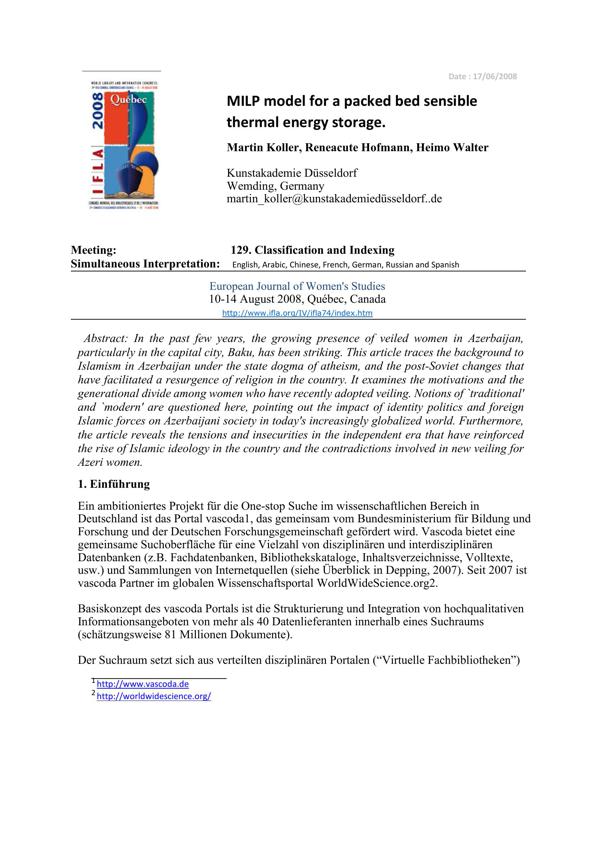 Date : 17/06/2008
WORLD LIBRARY AND INFORMATION CONGRESS:
2008
Québec
IFLA
MILP model for a packed bed sensible
thermal energy storage.
Martin Koller, Reneacute Hofmann, Heimo Walter
Kunstakademie Düsseldorf
Wemding, Germany
martin_koller@kunstakademiedüsseldorf..de
Meeting: 129. Classification and Indexing
Simultaneous Interpretation: English, Arabic, Chinese, French, German, Russian and Spanish
European Journal of Women's Studies
10-14 August 2008, Québec, Canada
http://www.ifla.org/IV/ifla74/index.htm
Abstract: In the past few years, the growing presence of veiled women in Azerbaijan,
particularly in the capital city, Baku, has been striking. This article traces the background to
Islamism in Azerbaijan under the state dogma of atheism, and the post-Soviet changes that
have facilitated a resurgence of religion in the country. It examines the motivations and the
generational divide among women who have recently adopted veiling. Notions of `traditional'
and `modern' are questioned here, pointing out the impact of identity politics and foreign
Islamic forces on Azerbaijani society in today's increasingly globalized world. Furthermore,
the article reveals the tensions and insecurities in the independent era that have reinforced
the rise of Islamic ideology in the country and the contradictions involved in new veiling for
Azeri women.
1. Einführung
Ein ambitioniertes Projekt für die One-stop Suche im wissenschaftlichen Bereich in
Deutschland ist das Portal vascoda1, das gemeinsam vom Bundesministerium für Bildung und
Forschung und der Deutschen Forschungsgemeinschaft gefördert wird. Vascoda bietet eine
gemeinsame Suchoberfläche für eine Vielzahl von disziplinären und interdisziplinären
Datenbanken (z.B. Fachdatenbanken, Bibliothekskataloge, Inhaltsverzeichnisse, Volltexte,
usw.) und Sammlungen von Internetquellen (siehe Überblick in Depping, 2007). Seit 2007 ist
vascoda Partner im globalen Wissenschaftsportal WorldWideScience.org2.
Basiskonzept des vascoda Portals ist die Strukturierung und Integration von hochqualitativen
Informationsangeboten von mehr als 40 Datenlieferanten innerhalb eines Suchraums
(schätzungsweise 81 Millionen Dokumente).
Der Suchraum setzt sich aus verteilten disziplinären Portalen (“Virtuelle Fachbibliotheken”)
1 http://www.vascoda.de
2 http://worldwidescience.org/